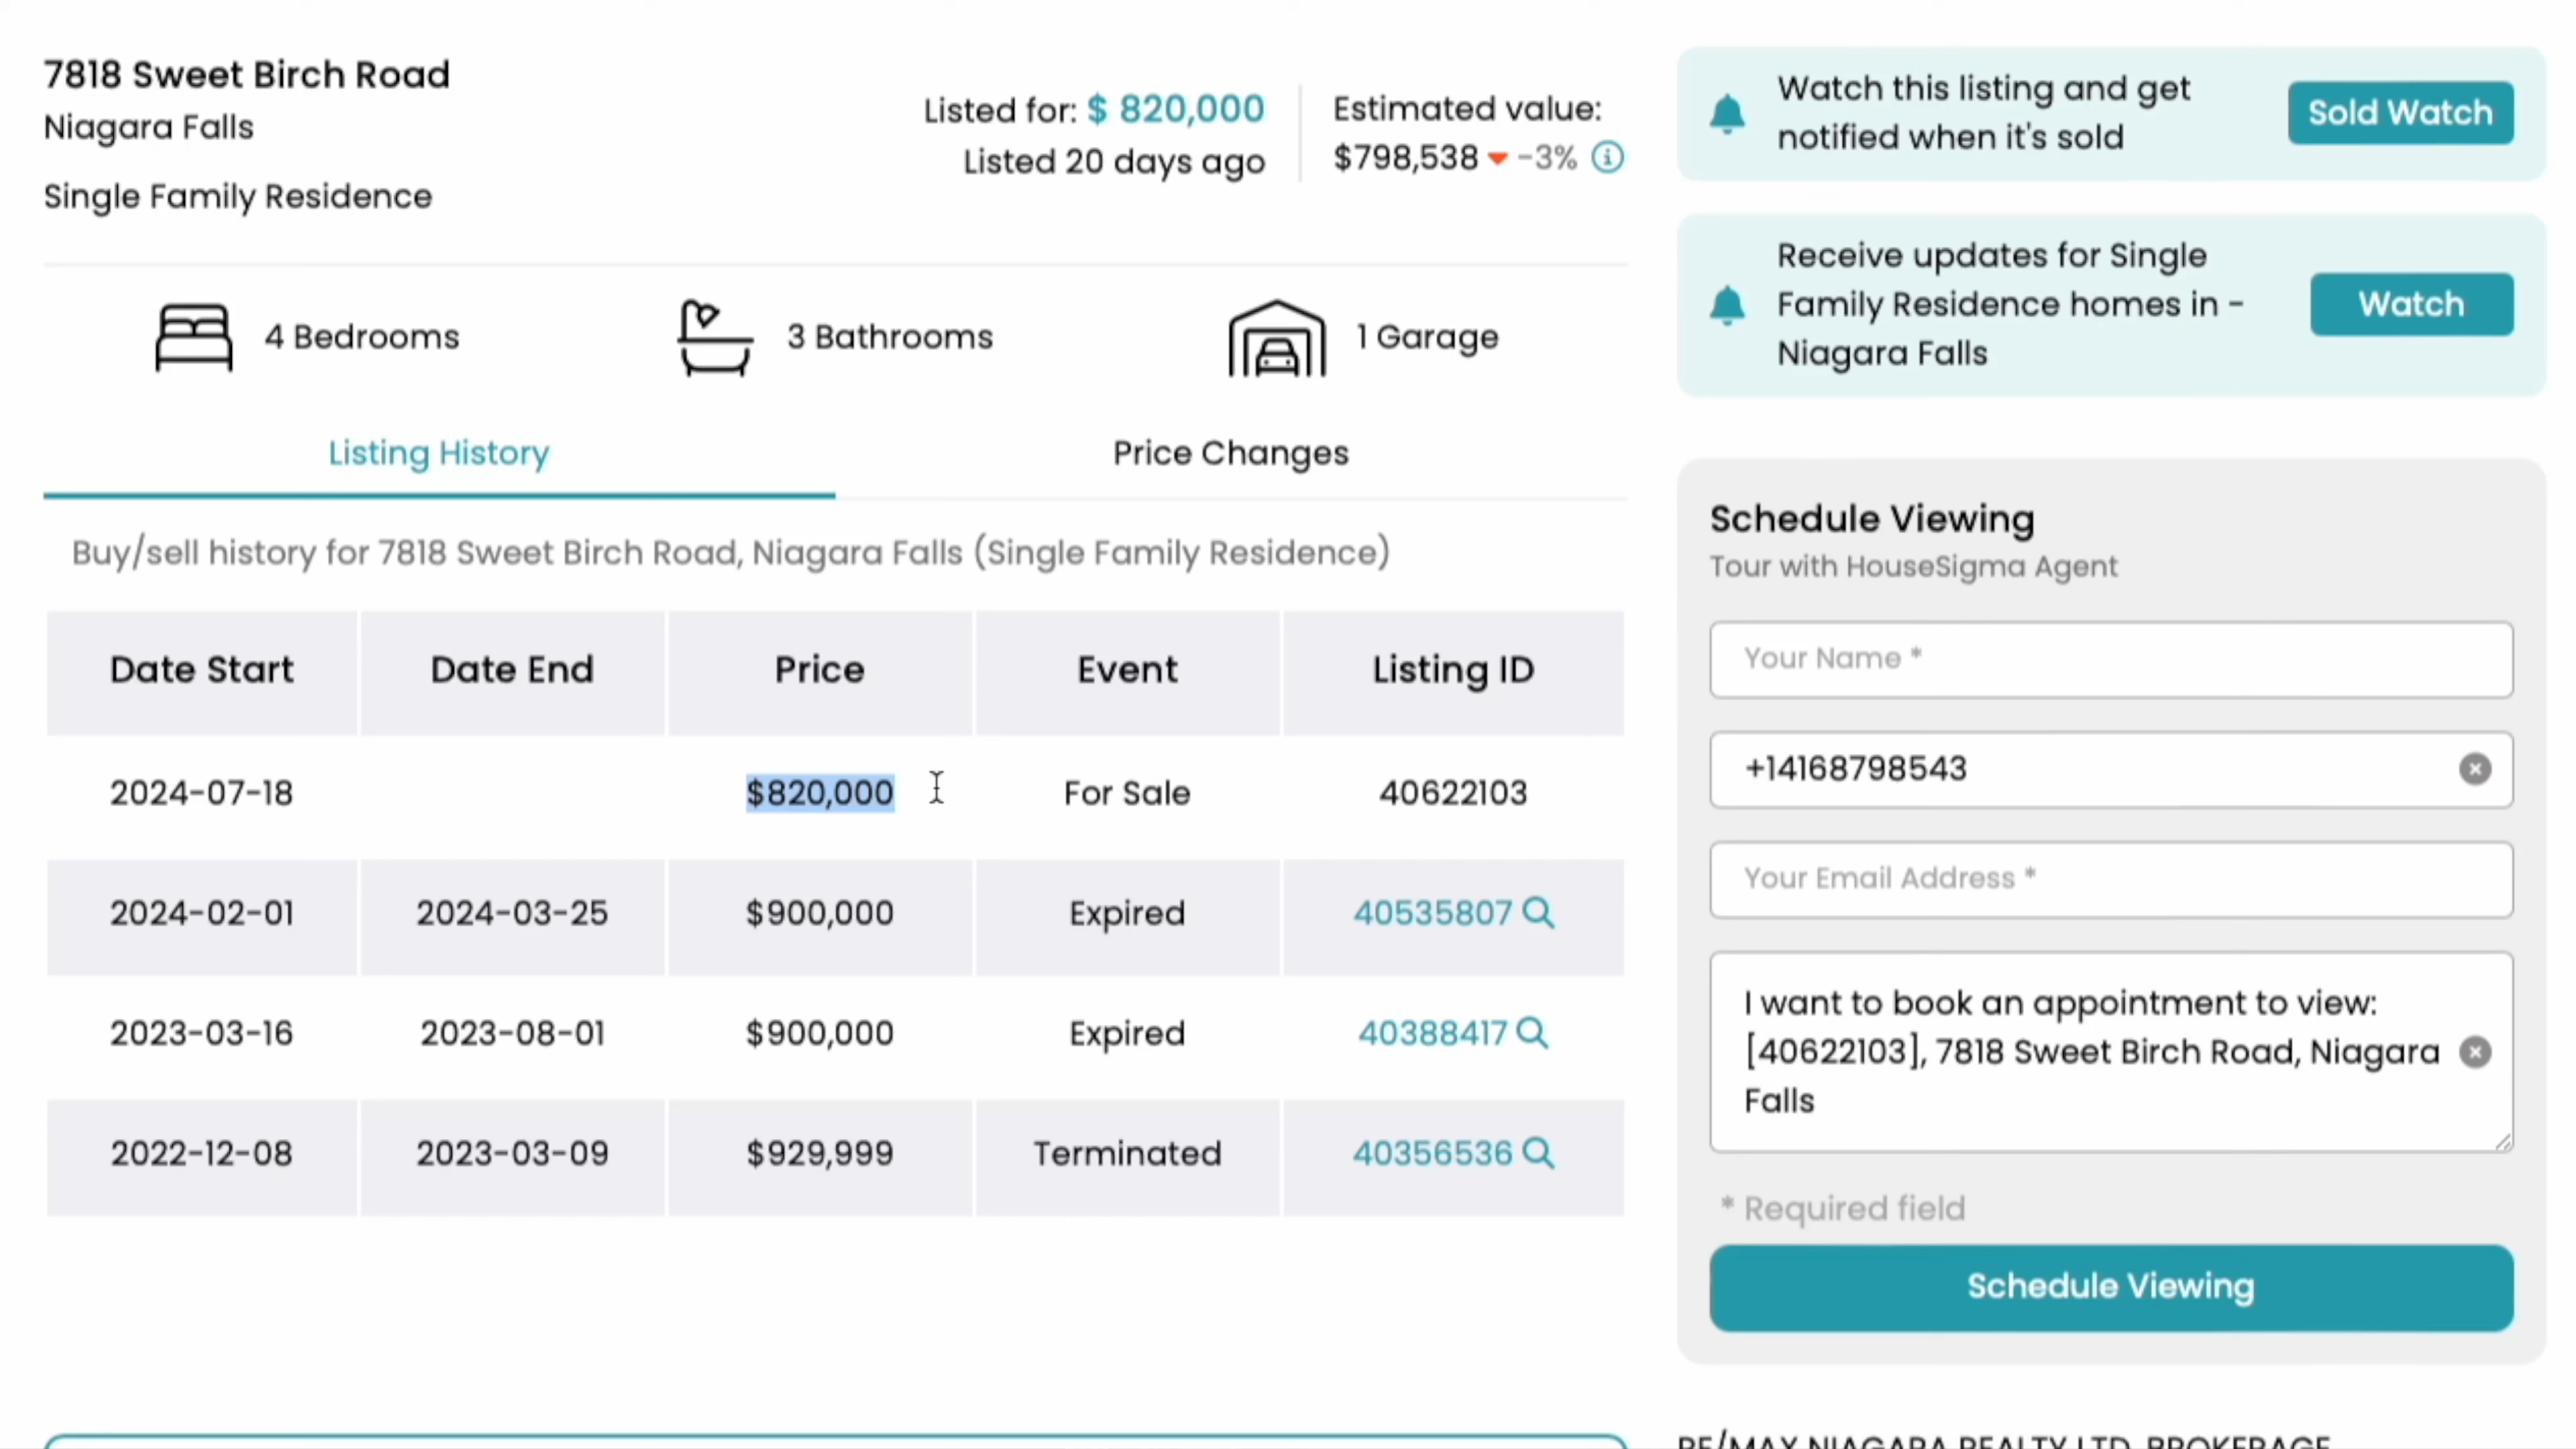 7818 Sweet Birch Road
Niagara Falls
Single Family Residence
Listed for: $ 820,000
Listed 20 days ago
Estimated value:
$798,538 -3%
4 Bedrooms
3 Bathrooms
1 Garage
Listing History
Price Changes
Buy/sell history for 7818 Sweet Birch Road, Niagara Falls (Single Family Residence)
Date Start Date End Price Event Listing ID
2024-07-18 $820,000 For Sale 40622103
2024-02-01 2024-03-25 $900,000 Expired 40535807
2023-03-16 2023-08-01 $900,000 Expired 40388417
2022-12-08 2023-03-09 $929,999 Terminated 40356536
Watch this listing and get
notified when it's sold
Sold Watch
Receive updates for Single
Family Residence homes in -
Niagara Falls
Watch
Schedule Viewing
Tour with HouseSigma Agent
Your Name *
+14168798543
Your Email Address *
I want to book an appointment to view:
[40622103], 7818 Sweet Birch Road, Niagara
Falls
* Required field
Schedule Viewing
RE/MAX NIAGARA REALTY LTD, BROKERAGE